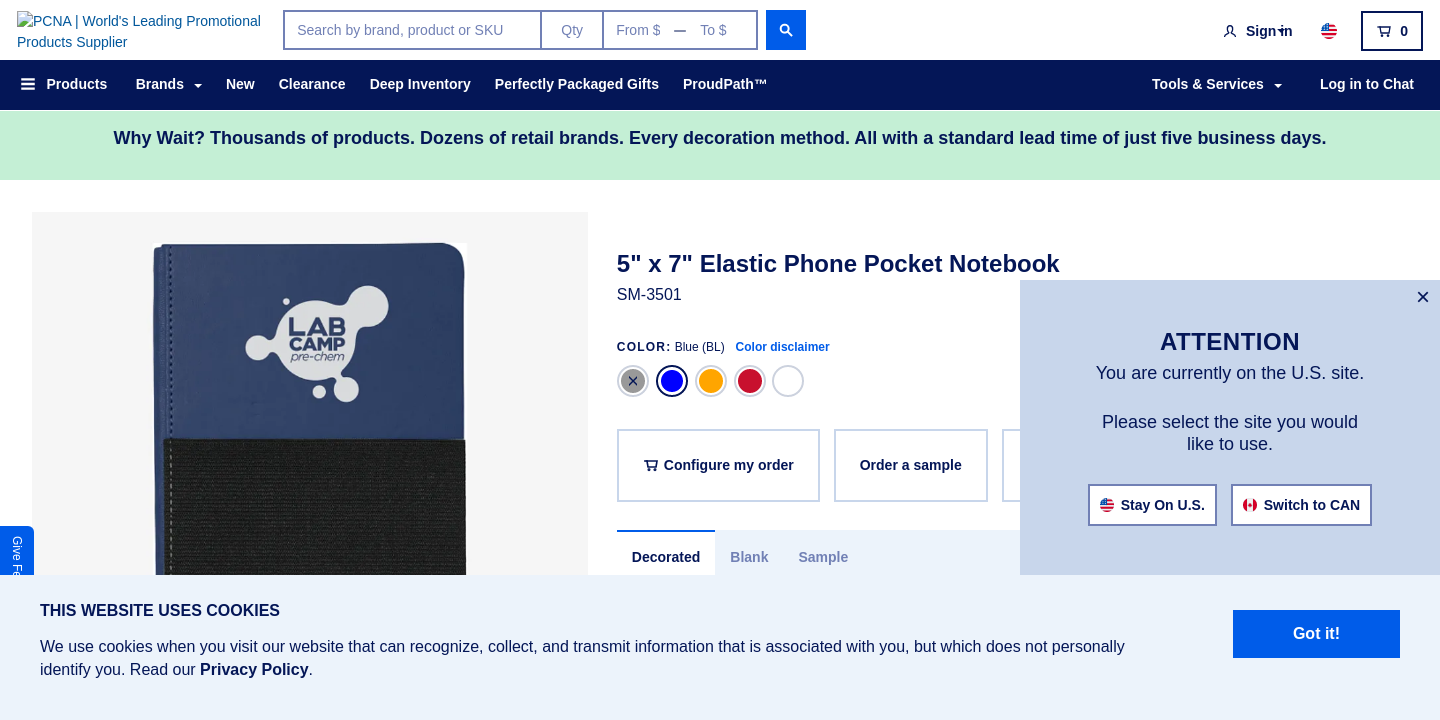 PCNA | World's Leading Promotional
Products Supplier
Search by brand, product or SKU
Qty
From $ — To $
Sign in
0
Products
Brands
New
Clearance
Deep Inventory
Perfectly Packaged Gifts
ProudPath™
Tools & Services
Log in to Chat
Why Wait? Thousands of products. Dozens of retail brands. Every decoration method. All with a standard lead time of just five business days.
LAB
CAMP
pre-chem
5" x 7" Elastic Phone Pocket Notebook
SM-3501
COLOR: Blue (BL) Color disclaimer
Configure my order
Order a sample
Decorated
Blank
Sample
ATTENTION
You are currently on the U.S. site.
Please select the site you would
like to use.
Stay On U.S.
Switch to CAN
Give
THIS WEBSITE USES COOKIES
We use cookies when you visit our website that can recognize, collect, and transmit information that is associated with you, but which does not personally
identify you. Read our Privacy Policy.
Got it!